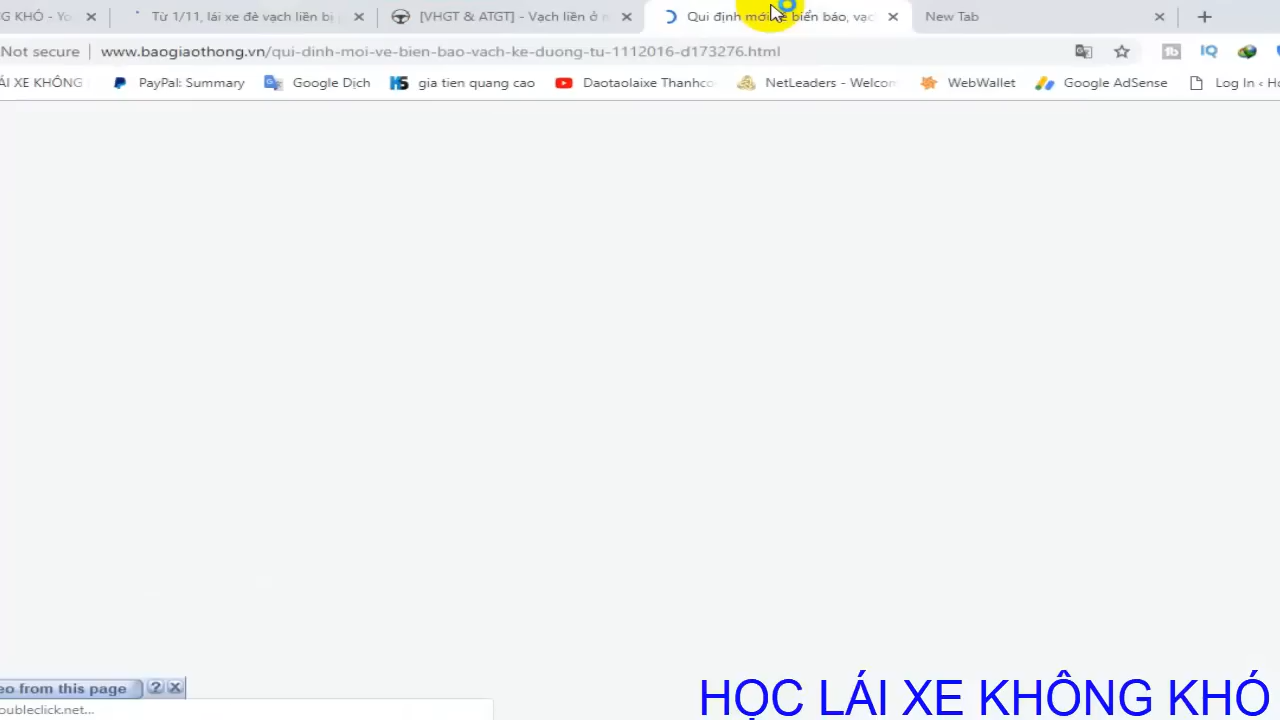 G KHÓ - Yo
Từ 1/11, lái xe đè vạch liền bị
[VHGT & ATGT] - Vạch liền ở n
Qui định mới về biển báo, vạc
New Tab
Not secure
www.baogiaothong.vn/qui-dinh-moi-ve-bien-bao-vach-ke-duong-tu-1112016-d173276.html
ÁI XE KHÔNG
PayPal: Summary
Google Dịch
gia tien quang cao
Daotaolaixe Thanhco
NetLeaders - Welcon
WebWallet
Google AdSense
Log In ‹ Ho
eo from this page
oubleclick.net...
HỌC LÁI XE KHÔNG KHÓ